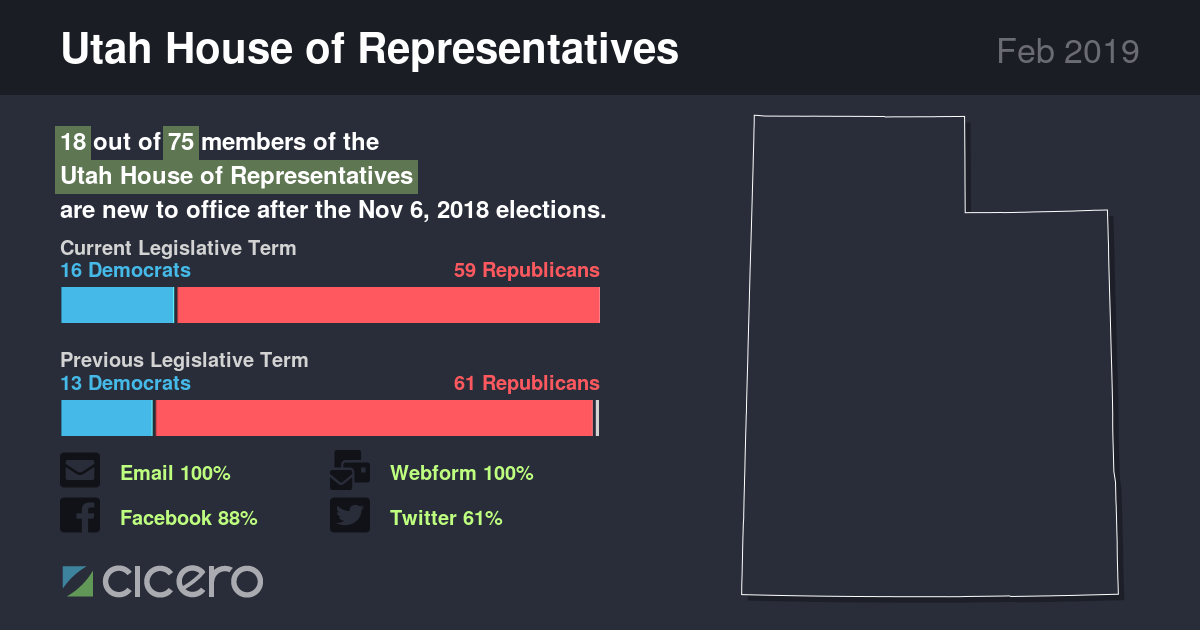 Utah House of Representatives
Feb 2019
18 out of 75 members of the
Utah House of Representatives
are new to office after the Nov 6, 2018 elections.
Current Legislative Term
16 Democrats 59 Republicans
Previous Legislative Term
13 Democrats 61 Republicans
Email 100% Webform 100%
Facebook 88% Twitter 61%
cicero